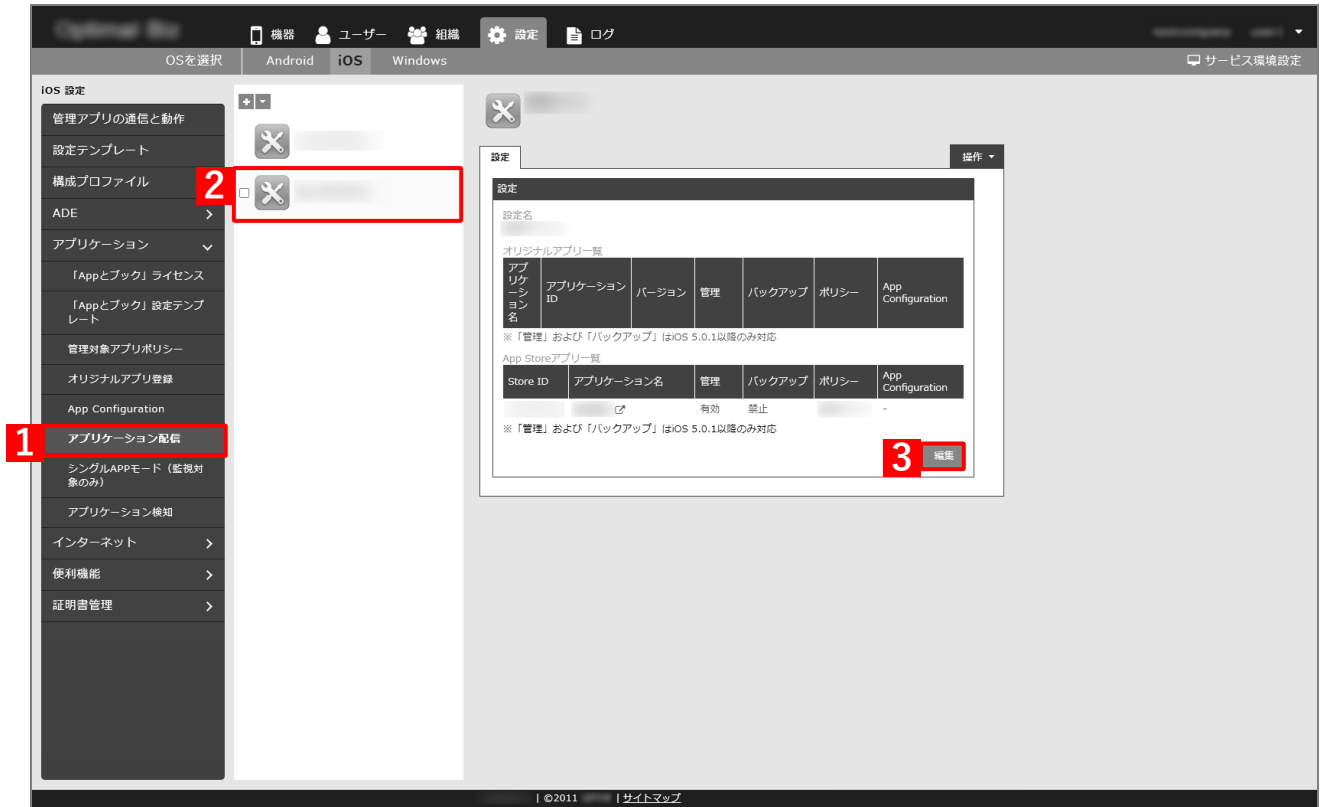 機器
ユーザー
組織
設定
ログ
OSを選択
Android
iOS
Windows
サービス環境設定
iOS 設定
管理アプリの通信と動作
設定テンプレート
構成プロファイル
ADE
アプリケーション
「Appとブック」ライセンス
「Appとブック」設定テンプ
レート
管理対象アプリポリシー
オリジナルアプリ登録
App Configuration
1
アプリケーション配信
シングルAPPモード（監視対
象のみ）
アプリケーション検知
インターネット
便利機能
証明書管理
2
設定
操作
設定
設定名
オリジナルアプリ一覧
アプ
リケ
ーシ
ョン
名
アプリケーション
ID
バージョン
管理
バックアップ
ポリシー
App
Configuration
※「管理」および「バックアップ」はiOS 5.0.1以降のみ対応
App Storeアプリ一覧
Store ID
アプリケーション名
管理
バックアップ
ポリシー
App
Configuration
有効
禁止
-
※「管理」および「バックアップ」はiOS 5.0.1以降のみ対応
3
編集
| ©2011 | サイトマップ